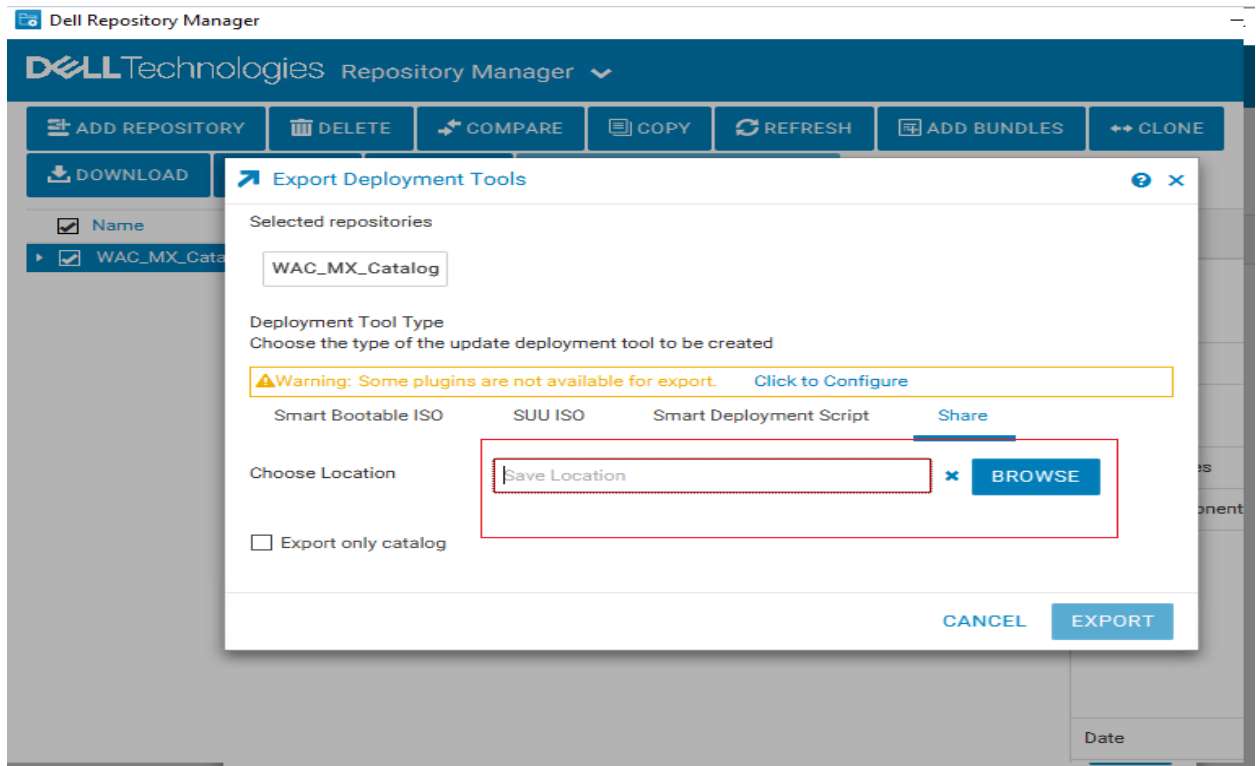 Dell Repository Manager
DELLTechnologies Repository Manager
ADD REPOSITORY DELETE COMPARE COPY REFRESH ADD BUNDLES CLONE
DOWNLOAD
Export Deployment Tools
Name
Selected repositories
WAC_MX_Cata
WAC_MX_Catalog
Deployment Tool Type
Choose the type of the update deployment tool to be created
Warning: Some plugins are not available for export. Click to Configure
Smart Bootable ISO SUU ISO Smart Deployment Script Share
Choose Location Save Location BROWSE
Export only catalog
CANCEL EXPORT
Date